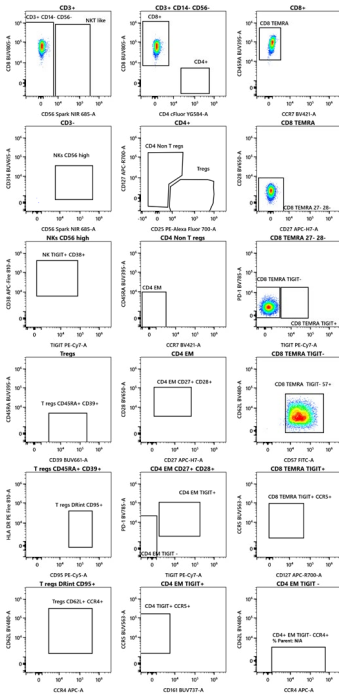 CD3+
CD3+ CD14- CD56-
NKT like
CD8 BUV805-A
CD56 Spark NIR 685-A
CD3+ CD14- CD56-
CD8+
CD4+
CD8 BUV805-A
CD4 cFluor YG584-A
CD8+
CD8 TEMRA
CD45RA BUV395-A
CCR7 BV421-A
CD3-
NKs CD56 high
CD56 Spark NIR 685-A
CD4+
CD4 Non T regs
Tregs
CD127 APC-R700-A
CD25 PE-Alexa Fluor 700-A
CD8 TEMRA
CD8 TEMRA 27- 28-
CD28 BV650-A
CD27 APC-H7-A
NKs CD56 high
NK TIGIT+ CD38+
CD38 APC-Fire 810-A
TIGIT PE-Cy7-A
CD4 Non T regs
CD4 EM
CD45RA BUV395-A
CCR7 BV421-A
CD8 TEMRA 27- 28-
CD8 TEMRA TIGIT-
CD8 TEMRA TIGIT+
PD-1 BV785-A
TIGIT PE-Cy7-A
Tregs
T regs CD45RA+ CD39+
CD45RA BUV395-A
CD39 BUV661-A
CD4 EM
CD4 EM CD27+ CD28+
CD28 BV650-A
CD27 APC-H7-A
CD8 TEMRA TIGIT-
CD8 TEMRA TIGIT- 57+
CD62L BV480-A
CD57 FITC-A
T regs CD45RA+ CD39+
T regs DRint CD95+
HLA DR PE Fire 810-A
CD95 PE-Cy5-A
CD4 EM CD27+ CD28+
CD4 EM TIGIT+
CD4 EM TIGIT -
PD-1 BV785-A
TIGIT PE-Cy7-A
CD8 TEMRA TIGIT+
CD8 TEMRA TIGIT+ CCR5+
CCR5 BUV563-A
CD127 APC-R700-A
T regs DRint CD95+
Tregs CD62L+ CCR4+
CD62L BV480-A
CCR4 APC-A
CD4 EM TIGIT+
CD4 TIGIT+ CCR5+
CCR5 BUV563-A
CD161 BUV737-A
CD4 EM TIGIT -
CD4+ EM TIGIT- CCR4+
% Parent: N/A
CD62L BV480-A
CCR4 APC-A